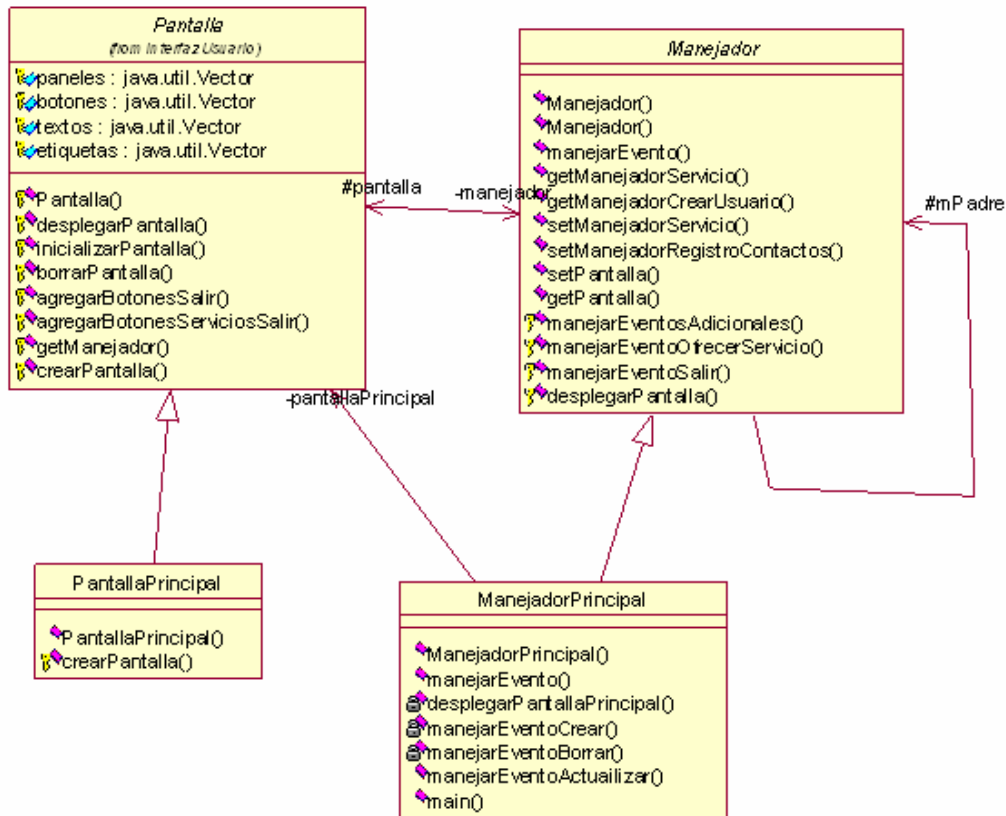 Pantalla
(from InterfazUsuario)
paneles : java.util.Vector
botones : java.util.Vector
textos : java.util.Vector
etiquetas : java.util.Vector
Pantalla()
desplegarPantalla()
inicializarPantalla()
borrarPantalla()
agregarBotonesSalir()
agregarBotonesServiciosSalir()
getManejador()
crearPantalla()
#pantalla
-manejador
Manejador
Manejador()
Manejador()
manejarEvento()
getManejadorServicio()
getManejadorCrearUsuario()
setManejadorServicio()
setManejadorRegistroContactos()
setPantalla()
getPantalla()
manejarEventosAdicionales()
manejarEventoOfrecerServicio()
manejarEventoSalir()
desplegarPantalla()
#mPadre
-pantallaPrincipal
PantallaPrincipal
PantallaPrincipal()
crearPantalla()
ManejadorPrincipal
ManejadorPrincipal()
manejarEvento()
desplegarPantallaPrincipal()
manejarEventoCrear()
manejarEventoBorrar()
manejarEventoActuailizar()
main()